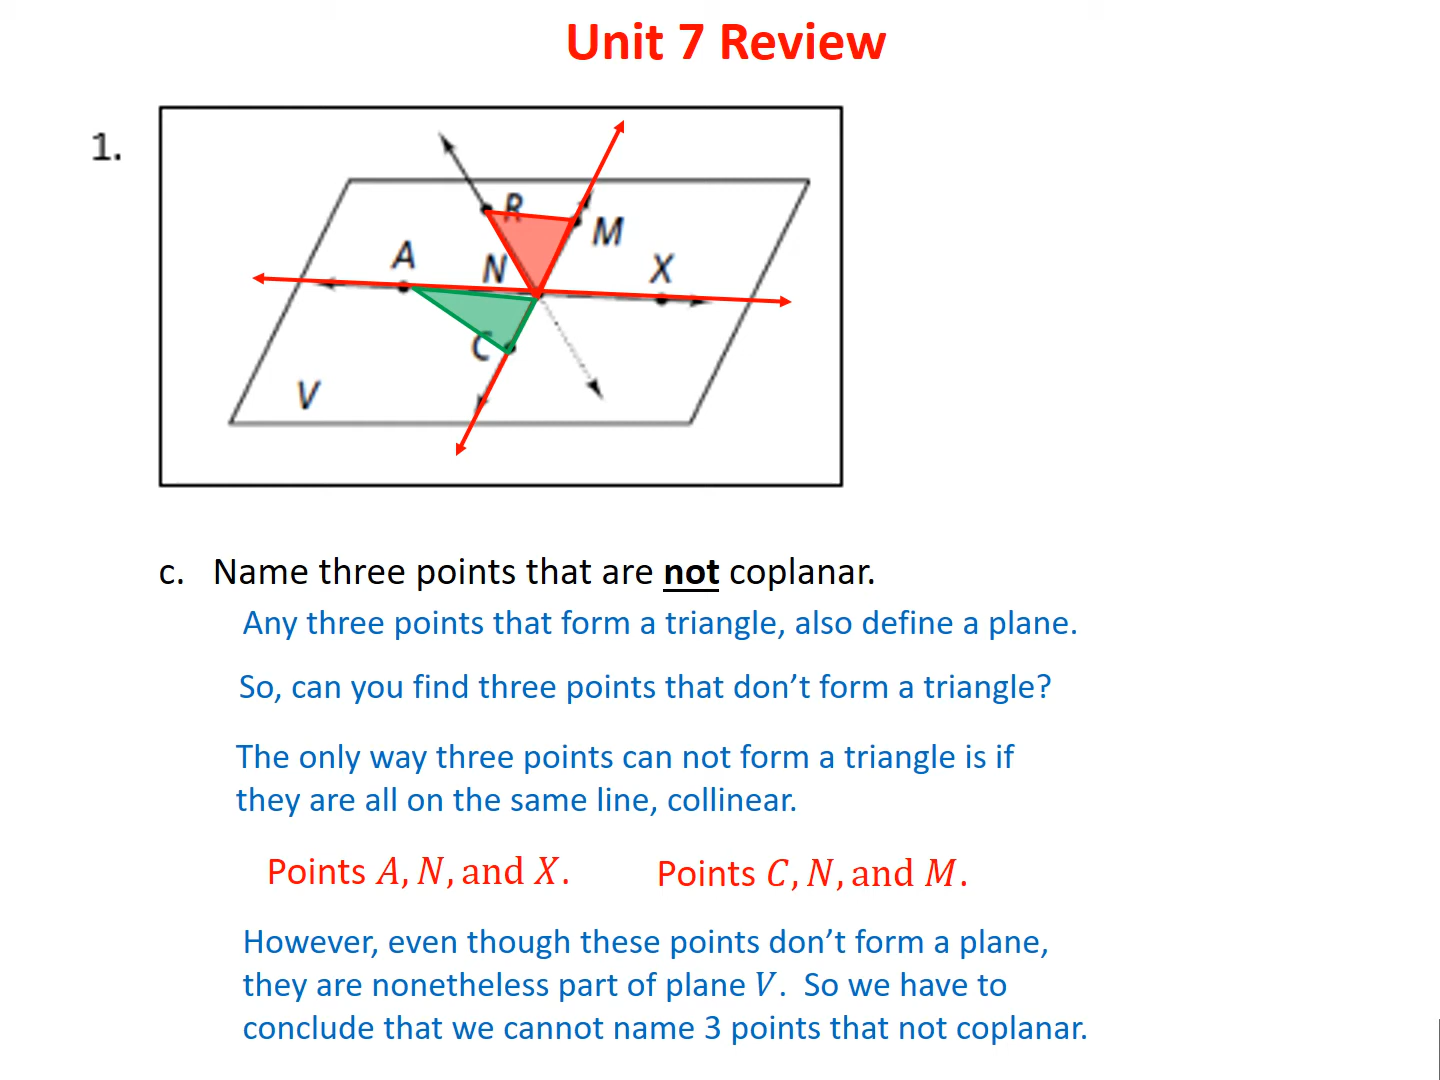 Unit 7 Review
1.
R
M
A
N
X
C
V
c. Name three points that are not coplanar.
Any three points that form a triangle, also define a plane.
So, can you find three points that don’t form a triangle?
The only way three points can not form a triangle is if
they are all on the same line, collinear.
Points A, N, and X. Points C, N, and M.
However, even though these points don’t form a plane,
they are nonetheless part of plane V. So we have to
conclude that we cannot name 3 points that not coplanar.